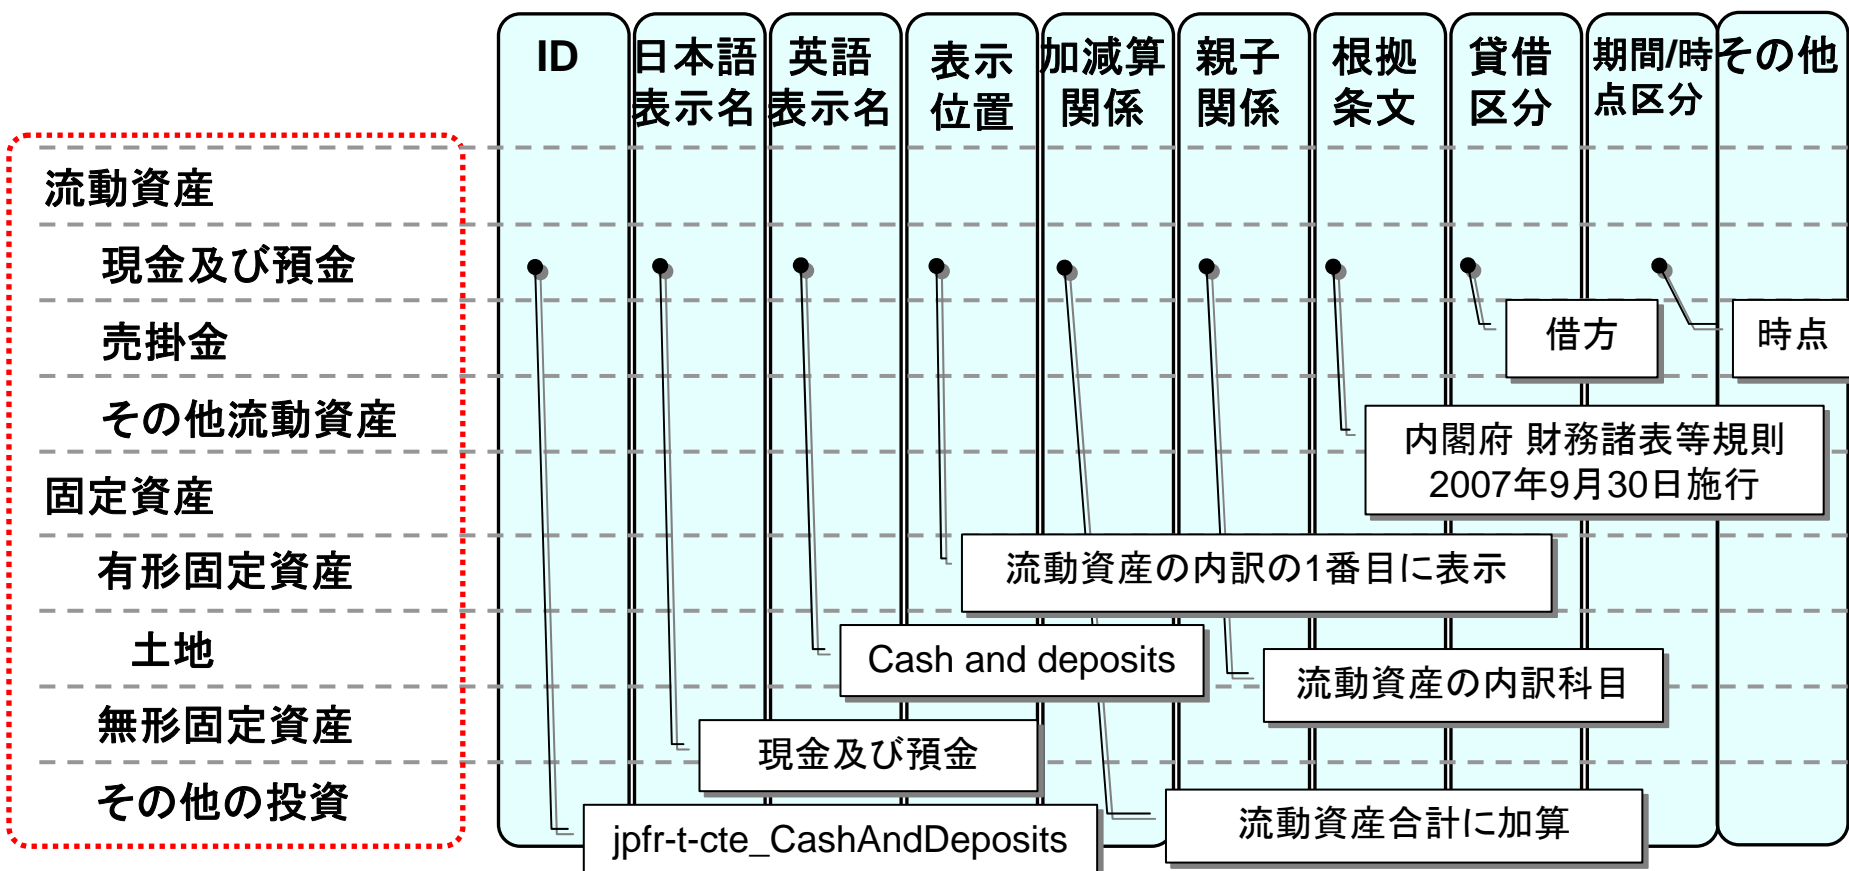 ID
日本語
表示名
英語
表示名
表示
位置
加減算
関係
親子
関係
根拠
条文
貸借
区分
期間/時
点区分
その他
流動資産
現金及び預金
売掛金
その他流動資産
固定資産
有形固定資産
土地
無形固定資産
その他の投資
借方
時点
内閣府 財務諸表等規則
2007年9月30日施行
流動資産の内訳の1番目に表示
Cash and deposits
流動資産の内訳科目
現金及び預金
流動資産合計に加算
jpfr-t-cte_CashAndDeposits